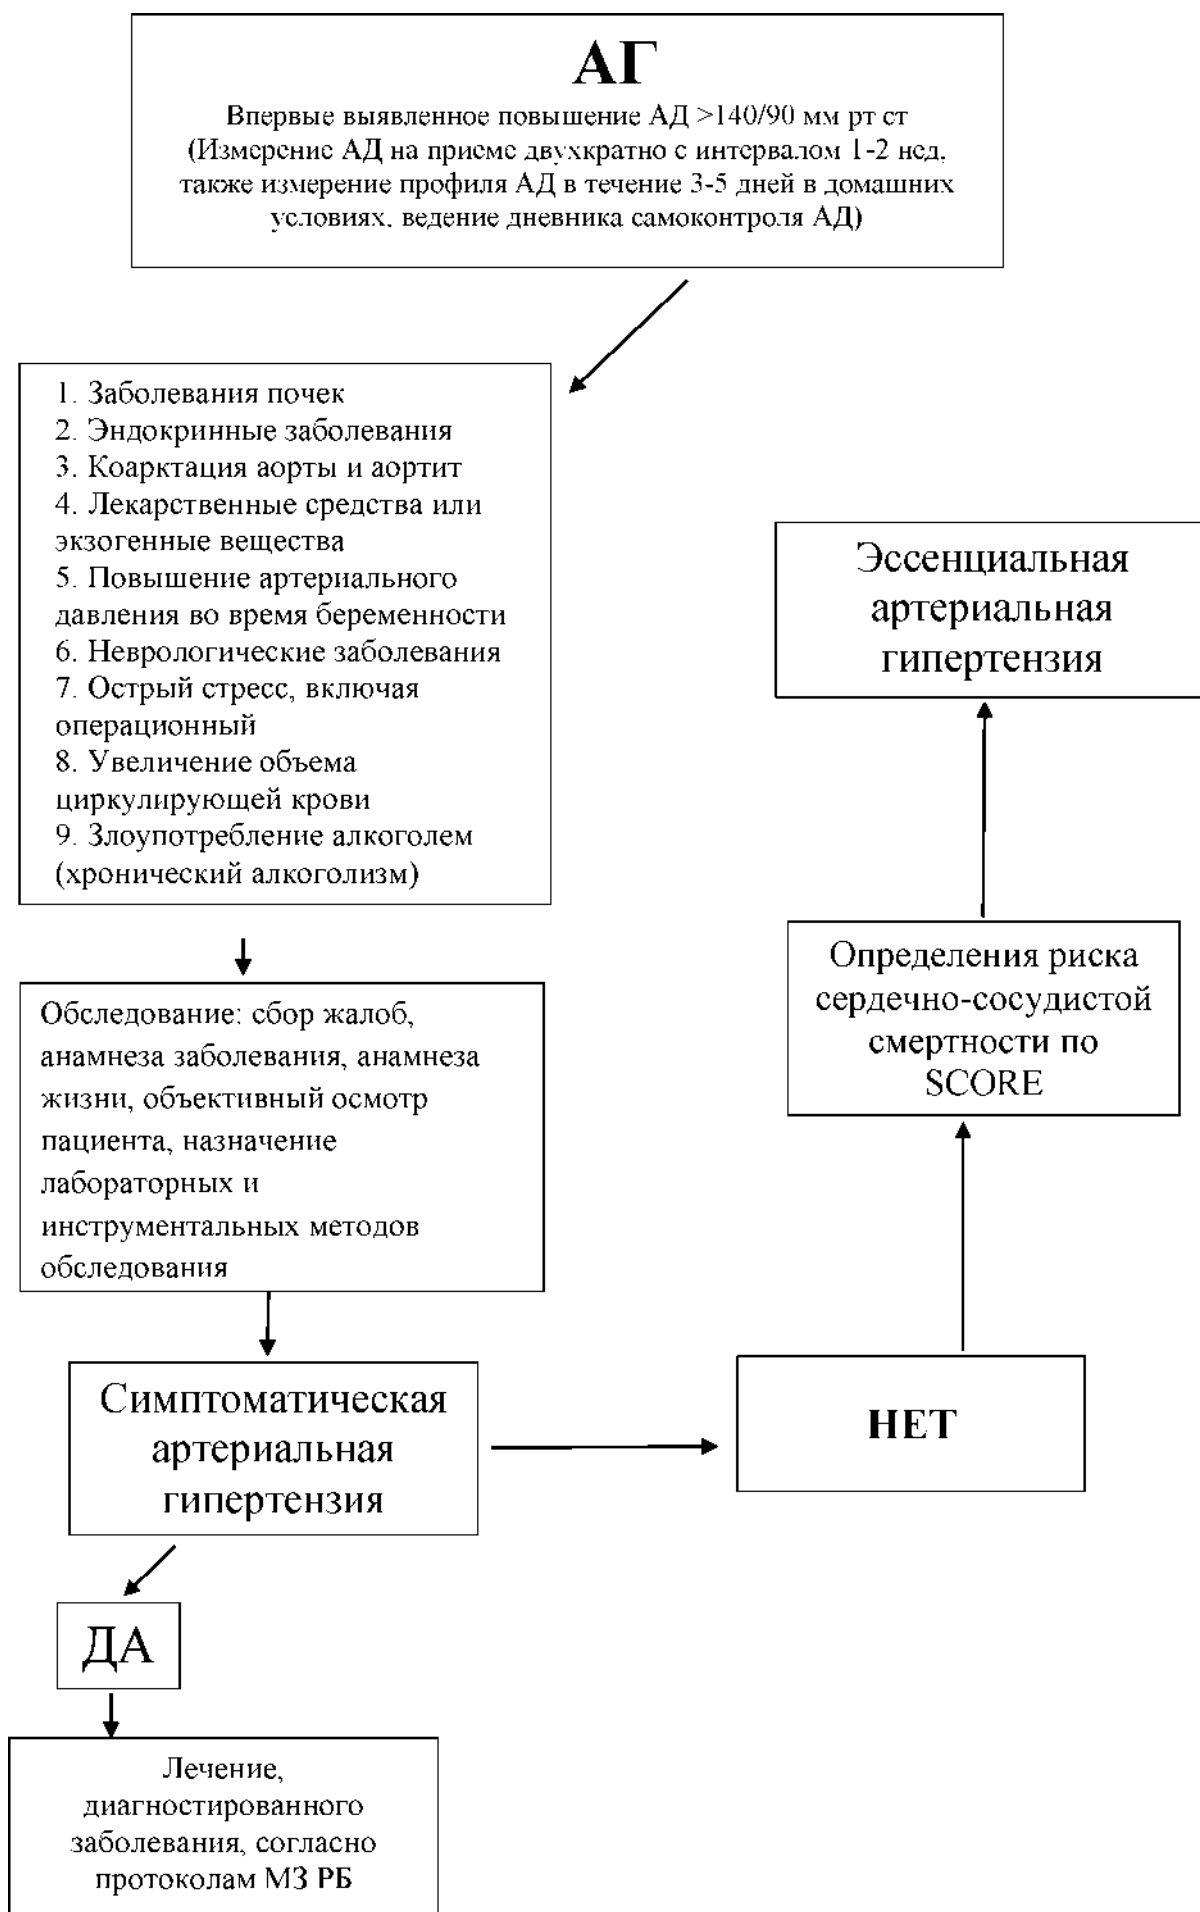 АГ
Впервые выявленное повышение АД >140/90 мм рт ст
(Измерение АД на приеме двухкратно с интервалом 1-2 нед,
также измерение профиля АД в течение 3-5 дней в домашних
условиях, ведение дневника самоконтроля АД)
1. Заболевания почек
2. Эндокринные заболевания
3. Коарктация аорты и аортит
4. Лекарственные средства или
экзогенные вещества
5. Повышение артериального
давления во время беременности
6. Неврологические заболевания
7. Острый стресс, включая
операционный
8. Увеличение объема
циркулирующей крови
9. Злоупотребление алкоголем
(хронический алкоголизм)
Обследование: сбор жалоб,
анамнеза заболевания, анамнеза
жизни, объективный осмотр
пациента, назначение
лабораторных и
инструментальных методов
обследования
Симптоматическая
артериальная
гипертензия
ДА
Лечение,
диагностированного
заболевания, согласно
протоколам МЗ РБ
НЕТ
Определения риска
сердечно-сосудистой
смертности по
SCORE
Эссенциальная
артериальная
гипертензия